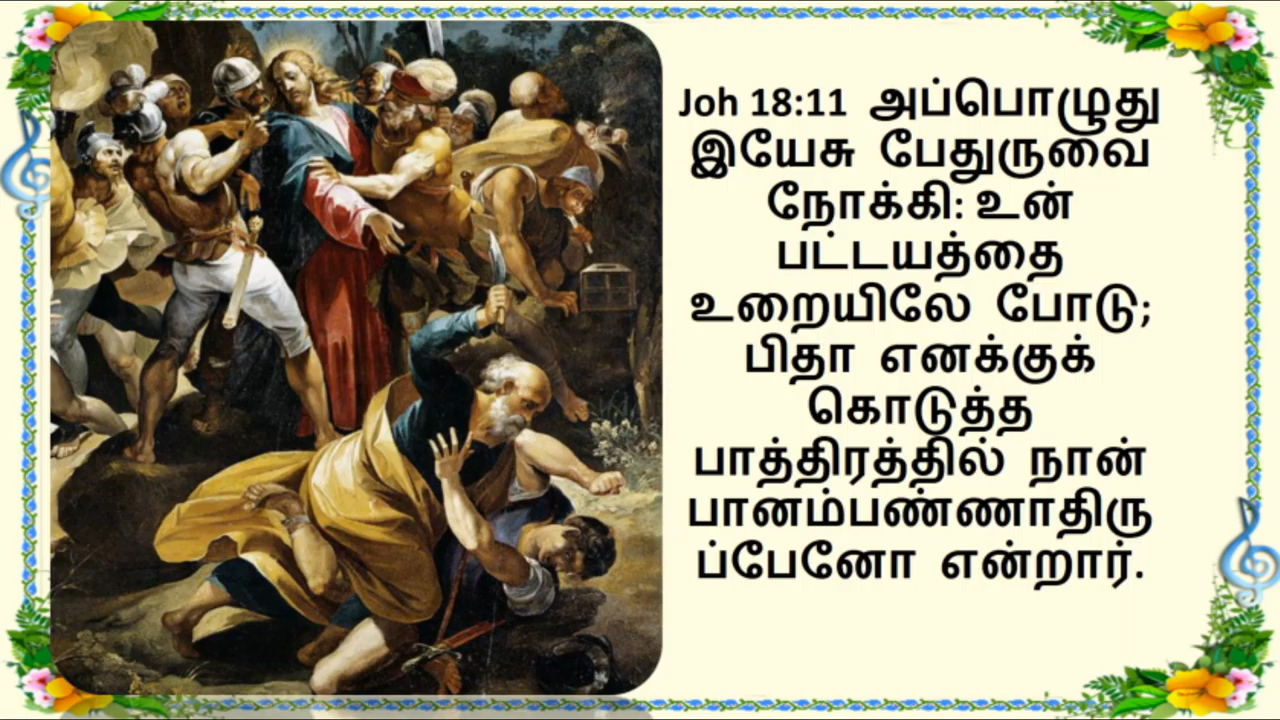 Joh 18:11 அப்பொழுது
இயேசு பேதுருவை
நோக்கி: உன்
பட்டயத்தை
உறையிலே போடு;
பிதா எனக்குக்
கொடுத்த
பாத்திரத்தில் நான்
பானம்பண்ணாதிரு
ப்பேனோ என்றார்.